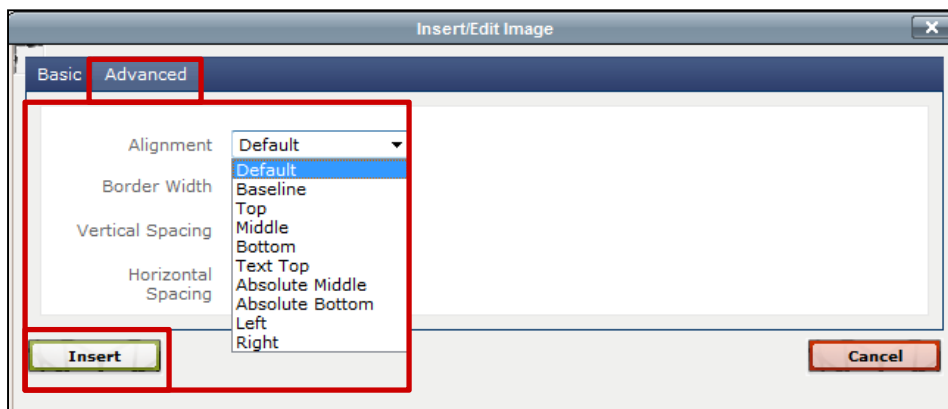 Insert/Edit Image
X
Basic Advanced
Alignment Default
Default
Border Width
Baseline
Top
Vertical Spacing
Middle
Bottom
Text Top
Horizontal
Spacing
Absolute Middle
Absolute Bottom
Left
Right
Insert Cancel